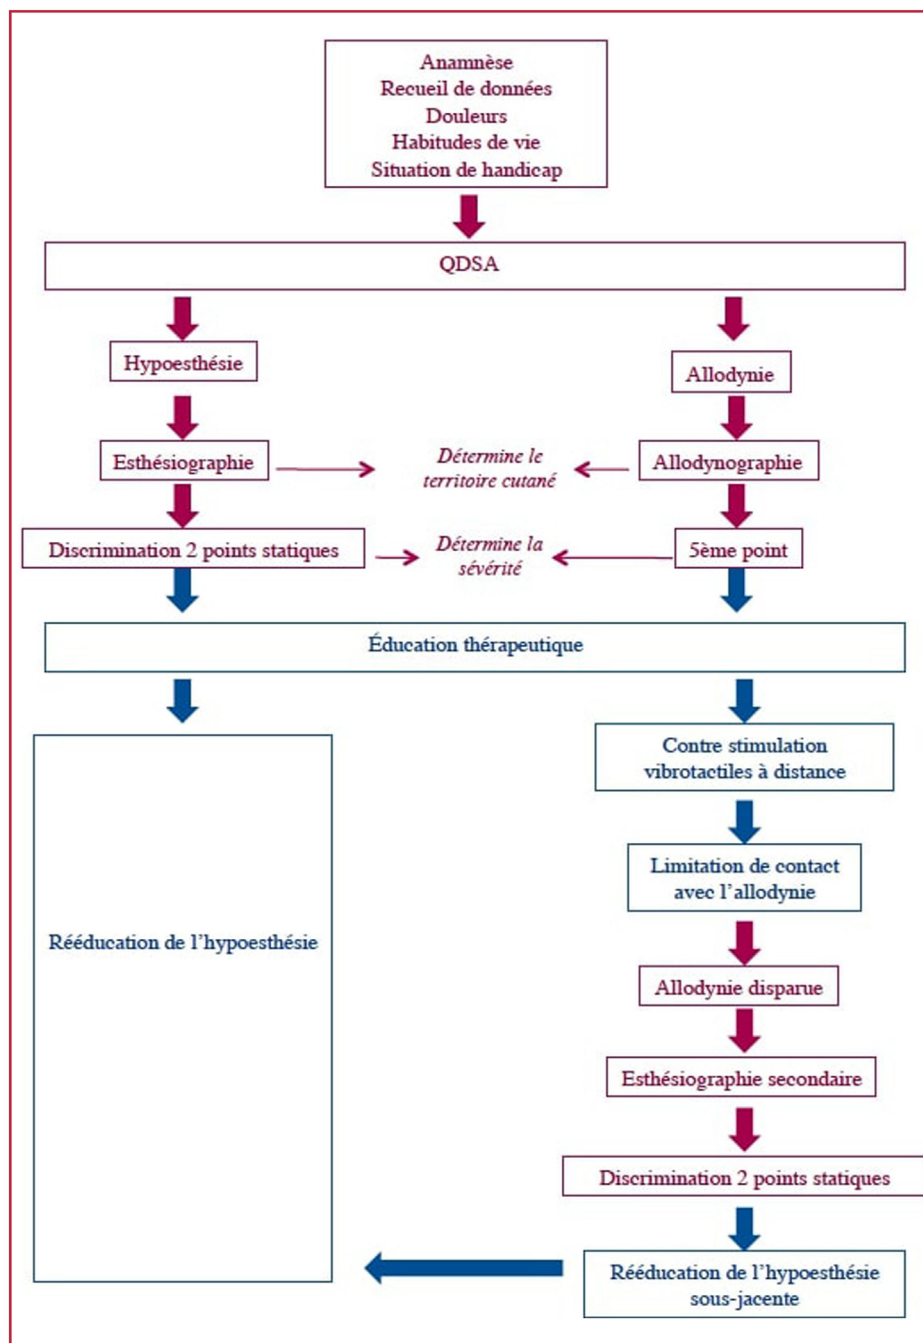 Anamnèse
Recueil de données
Douleurs
Habitudes de vie
Situation de handicap
QDSA
Hypoesthésie
Allodynie
Esthésiographie
Détermine le
territoire cutané
Allodynographie
Discrimination 2 points statiques
Détermine la
sévérité
5ème point
Éducation thérapeutique
Rééducation de l'hypoesthésie
Contre stimulation
vibrotactiles à distance
Limitation de contact
avec l'allodynie
Allodynie disparue
Esthésiographie secondaire
Discrimination 2 points statiques
Rééducation de l'hypoesthésie
sous-jacente